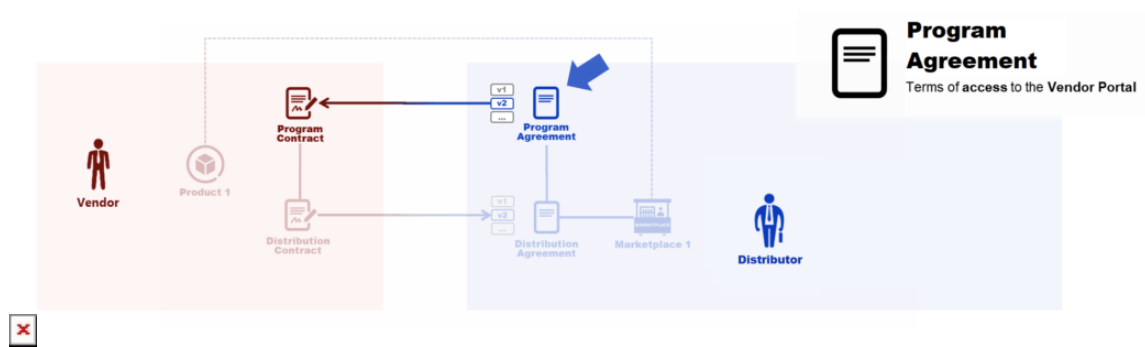 Program
Agreement
Terms of access to the Vendor Portal
v1
v2
...
Program
Contract
Program
Agreement
Vendor
Product 1
v1
v2
...
Distribution
Contract
Distribution
Agreement
MARKETPLACE
Marketplace 1
Distributor